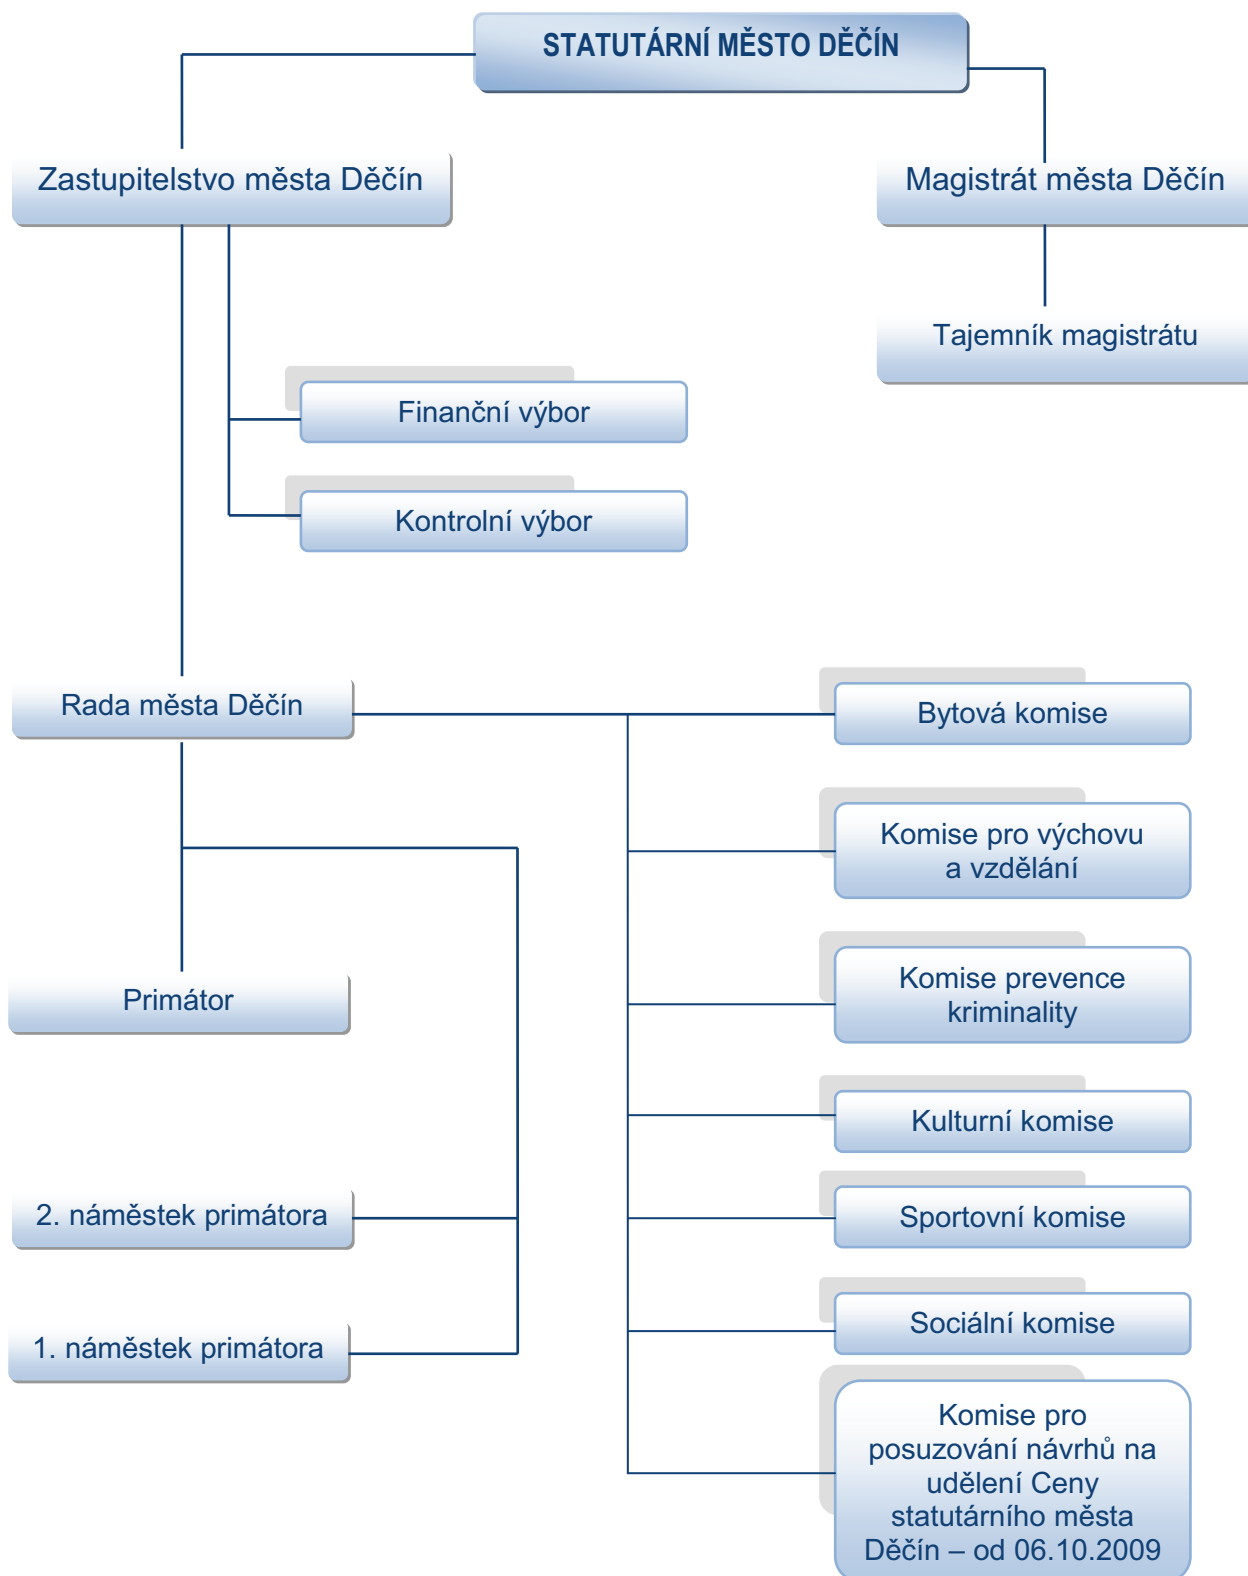 STATUTÁRNÍ MĚSTO DĚČÍN
Zastupitelstvo města Děčín
Magistrát města Děčín
Tajemník magistrátu
Finanční výbor
Kontrolní výbor
Rada města Děčín
Bytová komise
Komise pro výchovu
a vzdělání
Komise prevence
kriminality
Primátor
Kulturní komise
2. náměstek primátora
Sportovní komise
Sociální komise
1. náměstek primátora
Komise pro
posuzování návrhů na
udělení Ceny
statutárního města
Děčín – od 06.10.2009